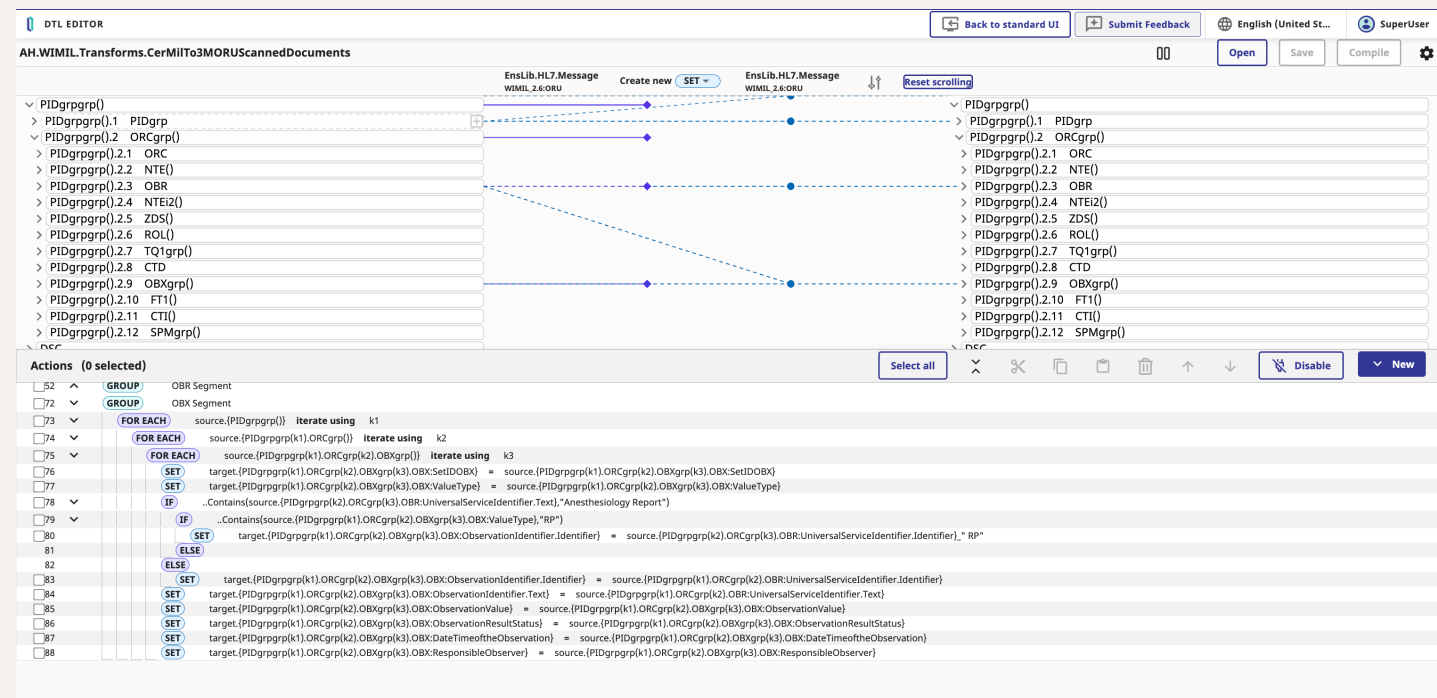 DTL EDITOR
Back to standard UI
Submit Feedback
English (United St...
SuperUser
AH.WIMIL.Transforms.CerMilTo3MORUScannedDocuments
Open
Save
Compile
EnsLib.HL7.Message
WIMIL_2.6:ORU
Create new SET
EnsLib.HL7.Message
WIMIL_2.6:ORU
Reset scrolling
PIDgrpgrp()
PIDgrpgrp().1 PIDgrp
PIDgrpgrp().2 ORCgrp()
PIDgrpgrp().2.1 ORC
PIDgrpgrp().2.2 NTE()
PIDgrpgrp().2.3 OBR
PIDgrpgrp().2.4 NTEi2()
PIDgrpgrp().2.5 ZDS()
PIDgrpgrp().2.6 ROL()
PIDgrpgrp().2.7 TQ1grp()
PIDgrpgrp().2.8 CTD
PIDgrpgrp().2.9 OBXgrp()
PIDgrpgrp().2.10 FT1()
PIDgrpgrp().2.11 CTI()
PIDgrpgrp().2.12 SPMgrp()
DSC
PIDgrpgrp()
PIDgrpgrp().1 PIDgrp
PIDgrpgrp().2 ORCgrp()
PIDgrpgrp().2.1 ORC
PIDgrpgrp().2.2 NTE()
PIDgrpgrp().2.3 OBR
PIDgrpgrp().2.4 NTEi2()
PIDgrpgrp().2.5 ZDS()
PIDgrpgrp().2.6 ROL()
PIDgrpgrp().2.7 TQ1grp()
PIDgrpgrp().2.8 CTD
PIDgrpgrp().2.9 OBXgrp()
PIDgrpgrp().2.10 FT1()
PIDgrpgrp().2.11 CTI()
PIDgrpgrp().2.12 SPMgrp()
DSC
Actions (0 selected)
Select all
Disable
New
52 GROUP OBR Segment
72 GROUP OBX Segment
73 FOR EACH source.{PIDgrpgrp()} iterate using k1
74 FOR EACH source.{PIDgrpgrp(k1).ORCgrp()} iterate using k2
75 FOR EACH source.{PIDgrpgrp(k1).ORCgrp(k2).OBXgrp()} iterate using k3
76 SET target.{PIDgrpgrp(k1).ORCgrp(k2).OBXgrp(k3).OBX:SetIDOBX} = source.{PIDgrpgrp(k1).ORCgrp(k2).OBXgrp(k3).OBX:SetIDOBX}
77 SET target.{PIDgrpgrp(k1).ORCgrp(k2).OBXgrp(k3).OBX:ValueType} = source.{PIDgrpgrp(k1).ORCgrp(k2).OBXgrp(k3).OBX:ValueType}
78 IF ..Contains(source.{PIDgrpgrp(k2).ORCgrp(k3).OBR:UniversalServiceIdentifier.Text},"Anesthesiology Report")
79 IF ..Contains(source.{PIDgrpgrp(k1).ORCgrp(k2).OBXgrp(k3).OBX:ValueType},"RP")
80 SET target.{PIDgrpgrp(k1).ORCgrp(k2).OBXgrp(k3).OBX:ObservationIdentifier.Identifier} = source.{PIDgrpgrp(k2).ORCgrp(k3).OBR:UniversalServiceIdentifier.Identifier}_" RP"
81 ELSE
82 ELSE
83 SET target.{PIDgrpgrp(k1).ORCgrp(k2).OBXgrp(k3).OBX:ObservationIdentifier.Identifier} = source.{PIDgrpgrp(k1).ORCgrp(k2).OBR:UniversalServiceIdentifier.Identifier}
84 SET target.{PIDgrpgrp(k1).ORCgrp(k2).OBXgrp(k3).OBX:ObservationIdentifier.Text} = source.{PIDgrpgrp(k1).ORCgrp(k2).OBR:UniversalServiceIdentifier.Text}
85 SET target.{PIDgrpgrp(k1).ORCgrp(k2).OBXgrp(k3).OBX:ObservationValue} = source.{PIDgrpgrp(k1).ORCgrp(k2).OBXgrp(k3).OBX:ObservationValue}
86 SET target.{PIDgrpgrp(k1).ORCgrp(k2).OBXgrp(k3).OBX:ObservationResultStatus} = source.{PIDgrpgrp(k1).ORCgrp(k2).OBXgrp(k3).OBX:ObservationResultStatus}
87 SET target.{PIDgrpgrp(k1).ORCgrp(k2).OBXgrp(k3).OBX:DateTimeoftheObservation} = source.{PIDgrpgrp(k1).ORCgrp(k2).OBXgrp(k3).OBX:DateTimeoftheObservation}
88 SET target.{PIDgrpgrp(k1).ORCgrp(k2).OBXgrp(k3).OBX:ResponsibleObserver} = source.{PIDgrpgrp(k1).ORCgrp(k2).OBXgrp(k3).OBX:ResponsibleObserver}